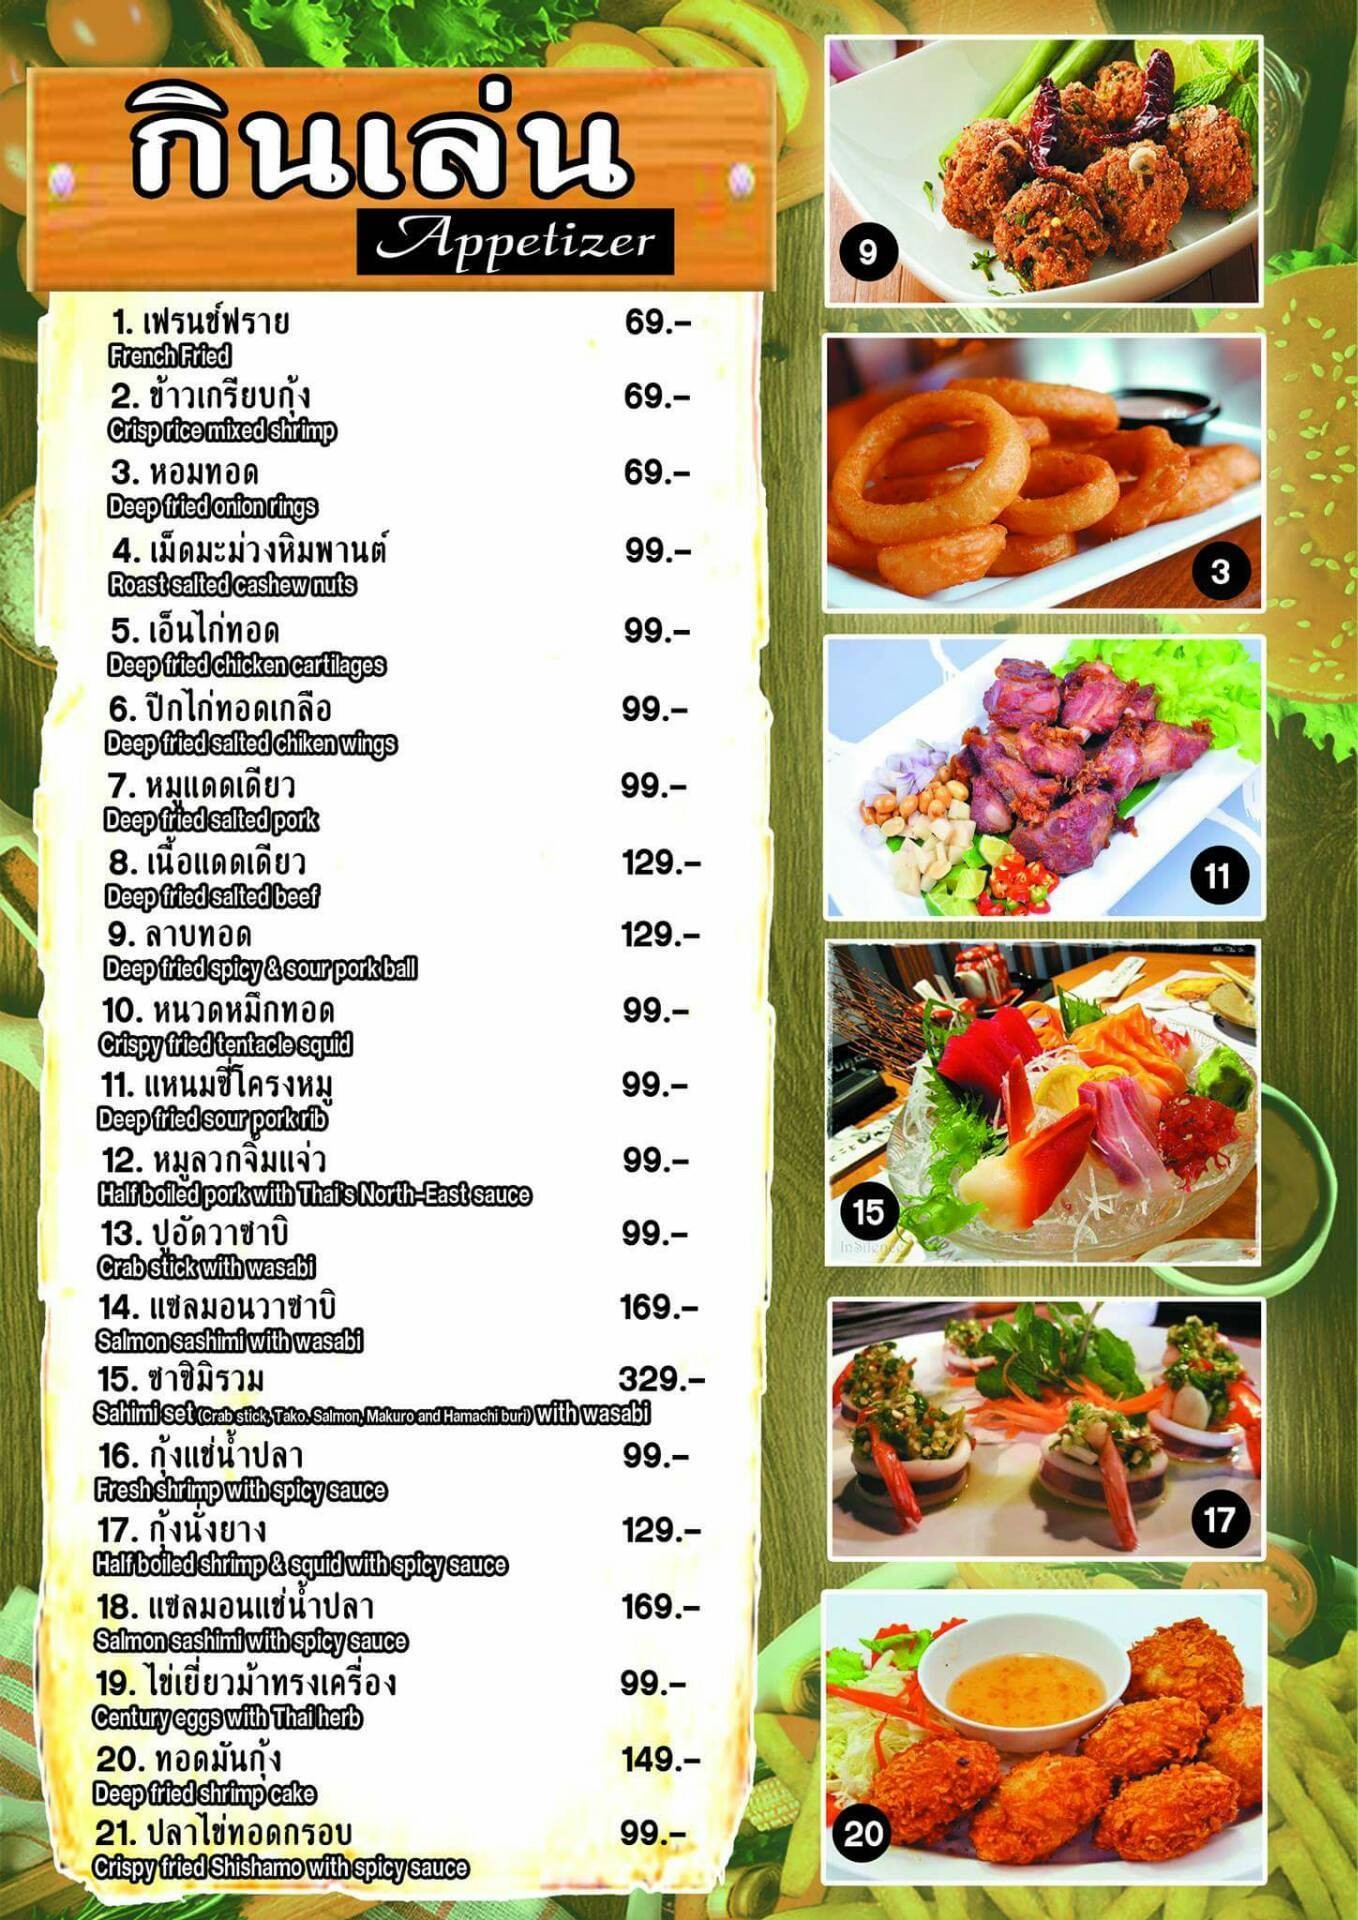 กินเล่น
Appetizer
1. เฟรนช์ฟราย 69.-
French Fried
2. ข้าวเกรียบกุ้ง 69.-
Crisp rice mixed shrimp
3. หอมทอด 69.-
Deep fried onion rings
4. เม็ดมะม่วงหิมพานต์ 99.-
Roast salted cashew nuts
5. เอ็นไก่ทอด 99.-
Deep fried chicken cartilages
6. ปีกไก่ทอดเกลือ 99.-
Deep fried salted chiken wings
7. หมูแดดเดียว 99.-
Deep fried salted pork
8. เนื้อแดดเดียว 129.-
Deep fried salted beef
9. ลาบทอด 129.-
Deep fried spicy & sour pork ball
10. หนวดหมึกทอด 99.-
Crispy fried tentacle squid
11. แหนมซี่โครงหมู 99.-
Deep fried sour pork rib
12. หมูลวกจิ้มแจ่ว 99.-
Half boiled pork with Thai's North-East sauce
13. ปูอัดวาซาบิ 99.-
Crab stick with wasabi
14. แซลมอนวาซาบิ 169.-
Salmon sashimi with wasabi
15. ซาชิมิรวม 329.-
Sahimi set (Crab stick, Tako. Salmon, Makuro and Hamachi buri) with wasabi
16. กุ้งแช่น้ำปลา 99.-
Fresh shrimp with spicy sauce
17. กุ้งนั่งยาง 129.-
Half boiled shrimp & squid with spicy sauce
18. แซลมอนแช่น้ำปลา 169.-
Salmon sashimi with spicy sauce
19. ไข่เยี่ยวม้าทรงเครื่อง 99.-
Century eggs with Thai herb
20. ทอดมันกุ้ง 149.-
Deep fried shrimp cake
21. ปลาไข่ทอดกรอบ 99.-
Crispy fried Shishamo with spicy sauce
9
3
11
15
InSilence
17
20